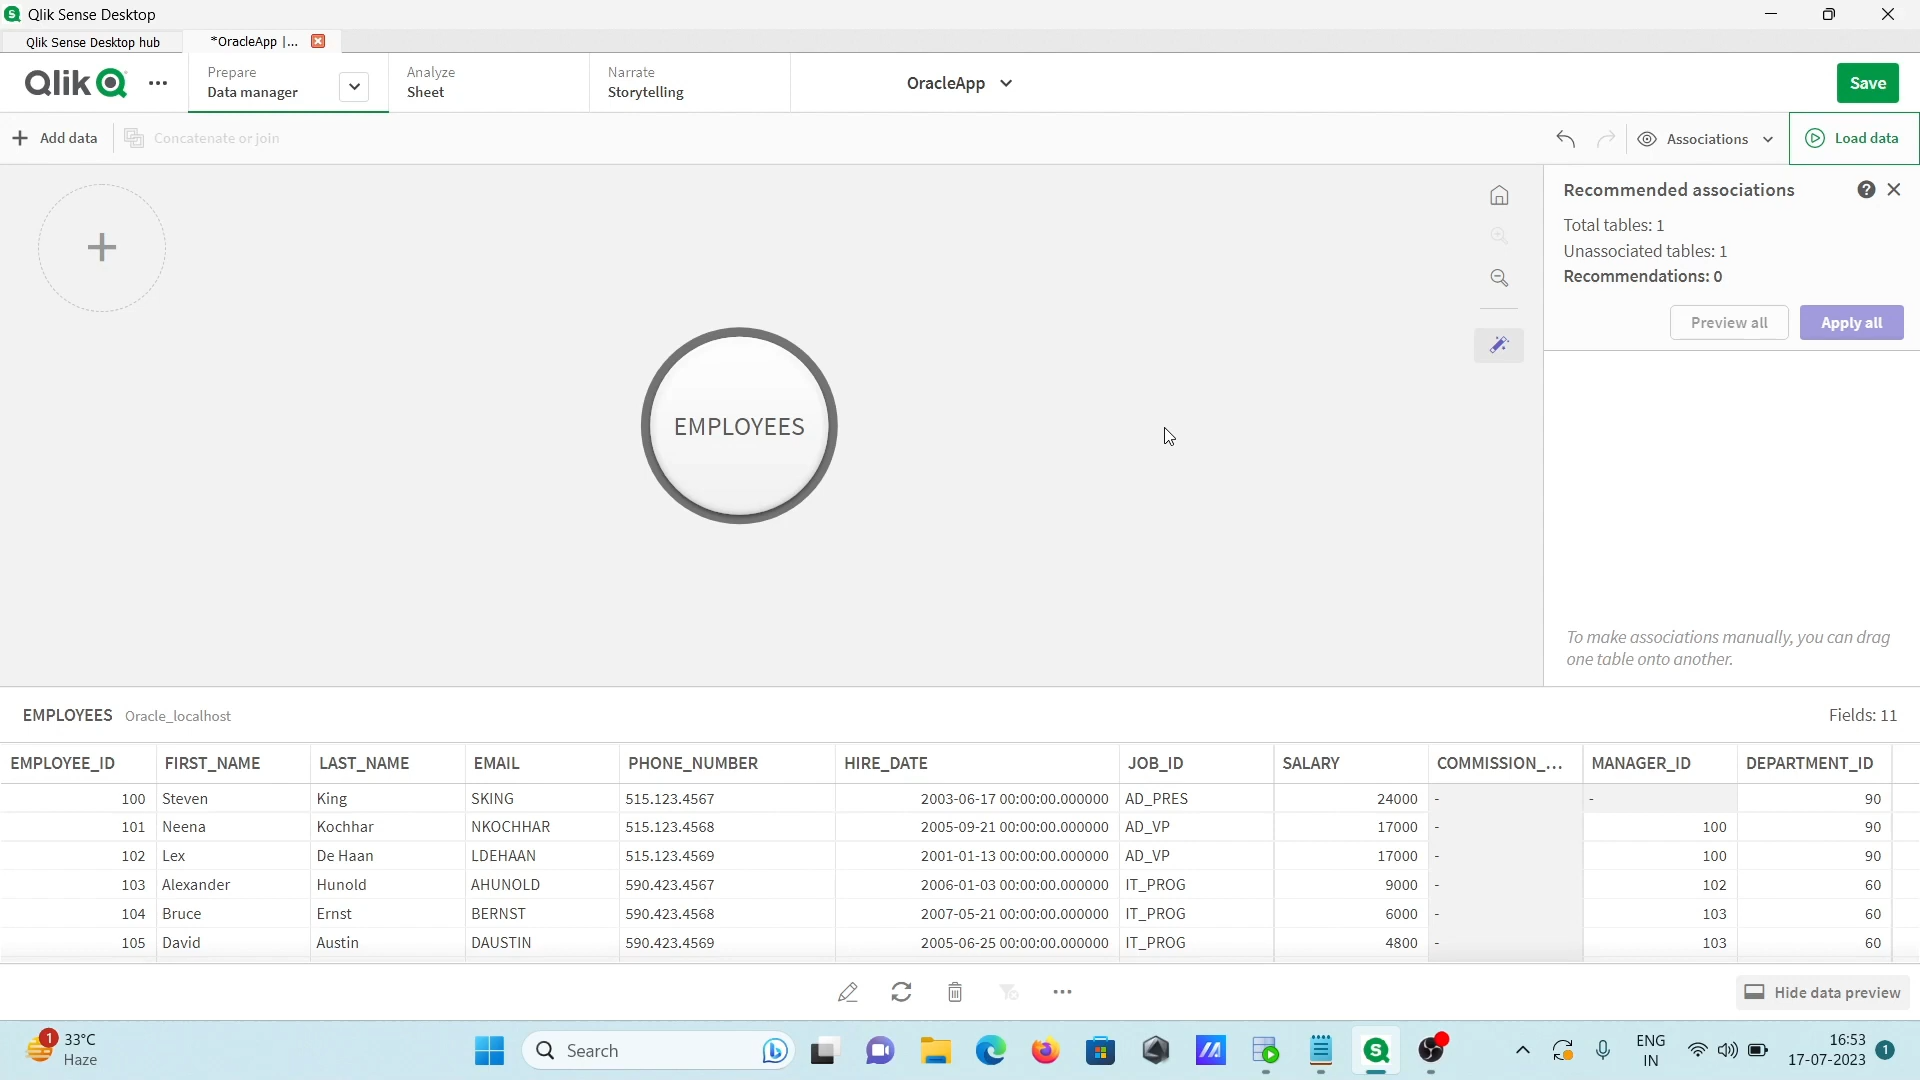 Qlik Sense Desktop
Qlik Sense Desktop hub
*OracleApp |...
Qlik
Prepare
Data manager
Analyze
Sheet
Narrate
Storytelling
OracleApp
Save
Add data
Concatenate or join
Associations
Load data
EMPLOYEES
Recommended associations
Total tables: 1
Unassociated tables: 1
Recommendations: 0
Preview all
Apply all
To make associations manually, you can drag
one table onto another.
EMPLOYEES Oracle_localhost
Fields: 11
EMPLOYEE_ID FIRST_NAME LAST_NAME EMAIL PHONE_NUMBER HIRE_DATE JOB_ID SALARY COMMISSION_... MANAGER_ID DEPARTMENT_ID
100 Steven King SKING 515.123.4567 2003-06-17 00:00:00.000000 AD_PRES 24000 - - 90
101 Neena Kochhar NKOCHHAR 515.123.4568 2005-09-21 00:00:00.000000 AD_VP 17000 - 100 90
102 Lex De Haan LDEHAAN 515.123.4569 2001-01-13 00:00:00.000000 AD_VP 17000 - 100 90
103 Alexander Hunold AHUNOLD 590.423.4567 2006-01-03 00:00:00.000000 IT_PROG 9000 - 102 60
104 Bruce Ernst BERNST 590.423.4568 2007-05-21 00:00:00.000000 IT_PROG 6000 - 103 60
105 David Austin DAUSTIN 590.423.4569 2005-06-25 00:00:00.000000 IT_PROG 4800 - 103 60
Hide data preview
1
33°C
Haze
Search
ENG
IN
16:53
17-07-2023
1